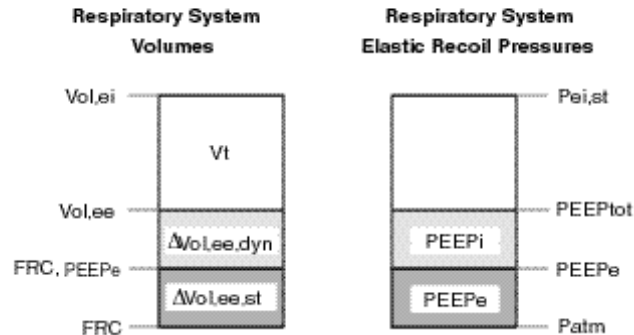 Respiratory System
Volumes
Respiratory System
Elastic Recoil Pressures
Vol,ei
Vt
Vol,ee
ΔVol,ee,dyn
FRC, PEEPe
ΔVol,ee,st
FRC
Pei,st
PEEPtot
PEEPi
PEEPe
PEEPe
Patm